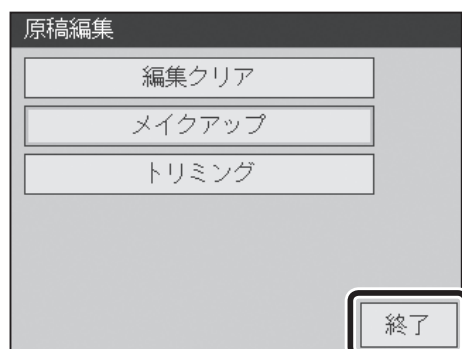 原稿編集
編集クリア
メイクアップ
トリミング
終了